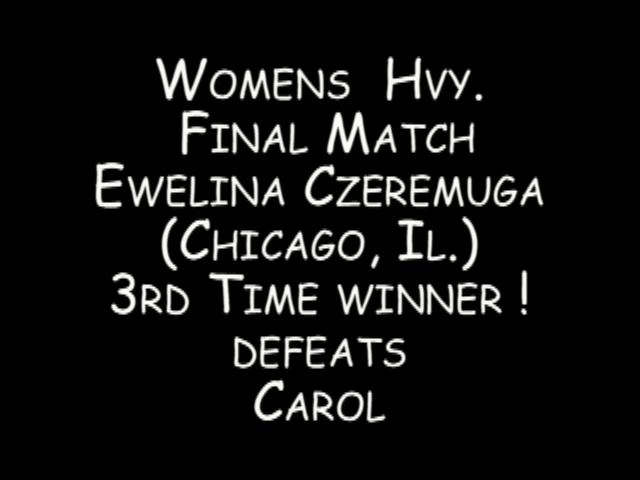 Womens Hvy.
Final Match
Ewelina Czeremuga
(Chicago, Il.)
3rd Time winner !
defeats
Carol